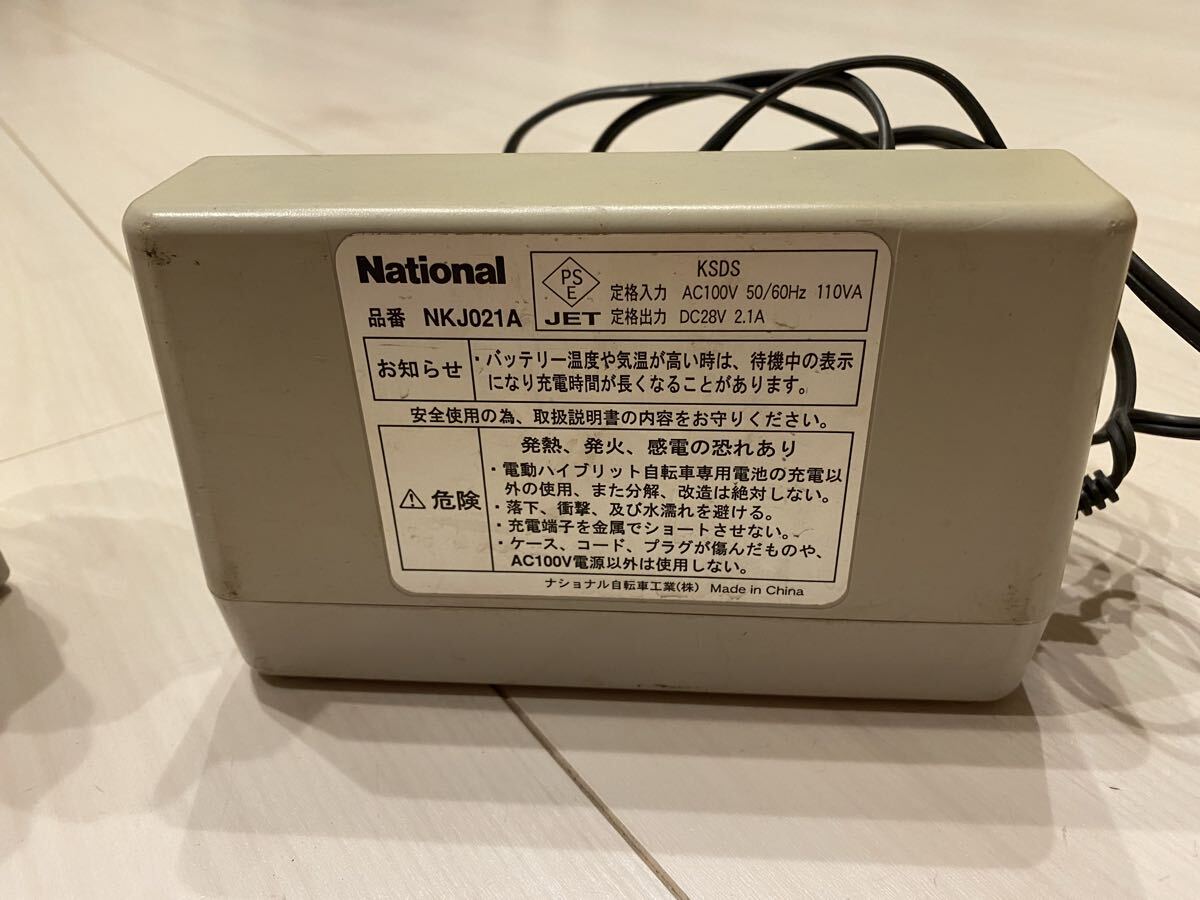 National
品番 NKJ021A
PS
E
JET
KSDS
定格入力 AC100V 50/60Hz 110VA
定格出力 DC28V 2.1A
お知らせ
・バッテリー温度や気温が高い時は、待機中の表示
になり充電時間が長くなることがあります。
安全使用の為、取扱説明書の内容をお守りください。
⚠危険
発熱、発火、感電の恐れあり
・電動ハイブリット自転車専用電池の充電以
外の使用、また分解、改造は絶対しない。
・落下、衝撃、及び水濡れを避ける。
・充電端子を金属でショートさせない。
・ケース、コード、プラグが傷んだものや、
AC100V電源以外は使用しない。
ナショナル自転車工業(株) Made in China